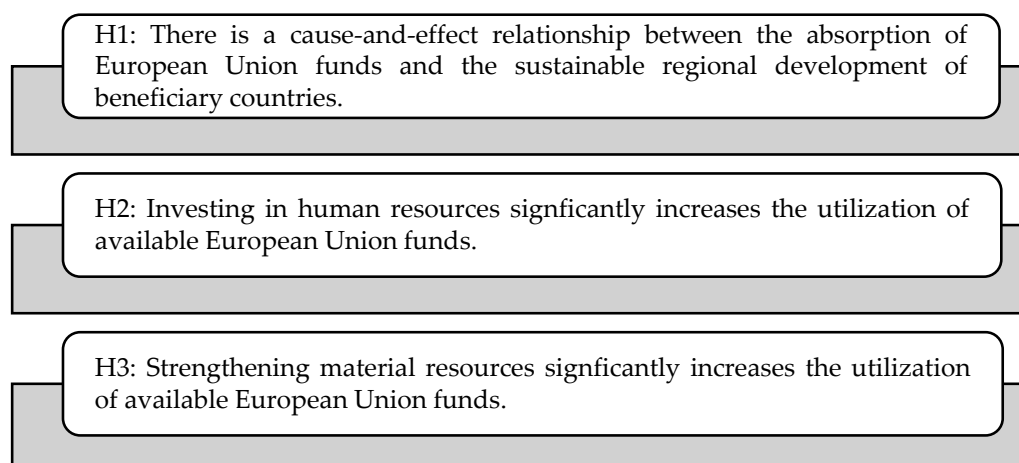 H1: There is a cause-and-effect relationship between the absorption of
European Union funds and the sustainable regional development of
beneficiary countries.
H2: Investing in human resources signficantly increases the utilization of
available European Union funds.
H3: Strengthening material resources signficantly increases the utilization
of available European Union funds.